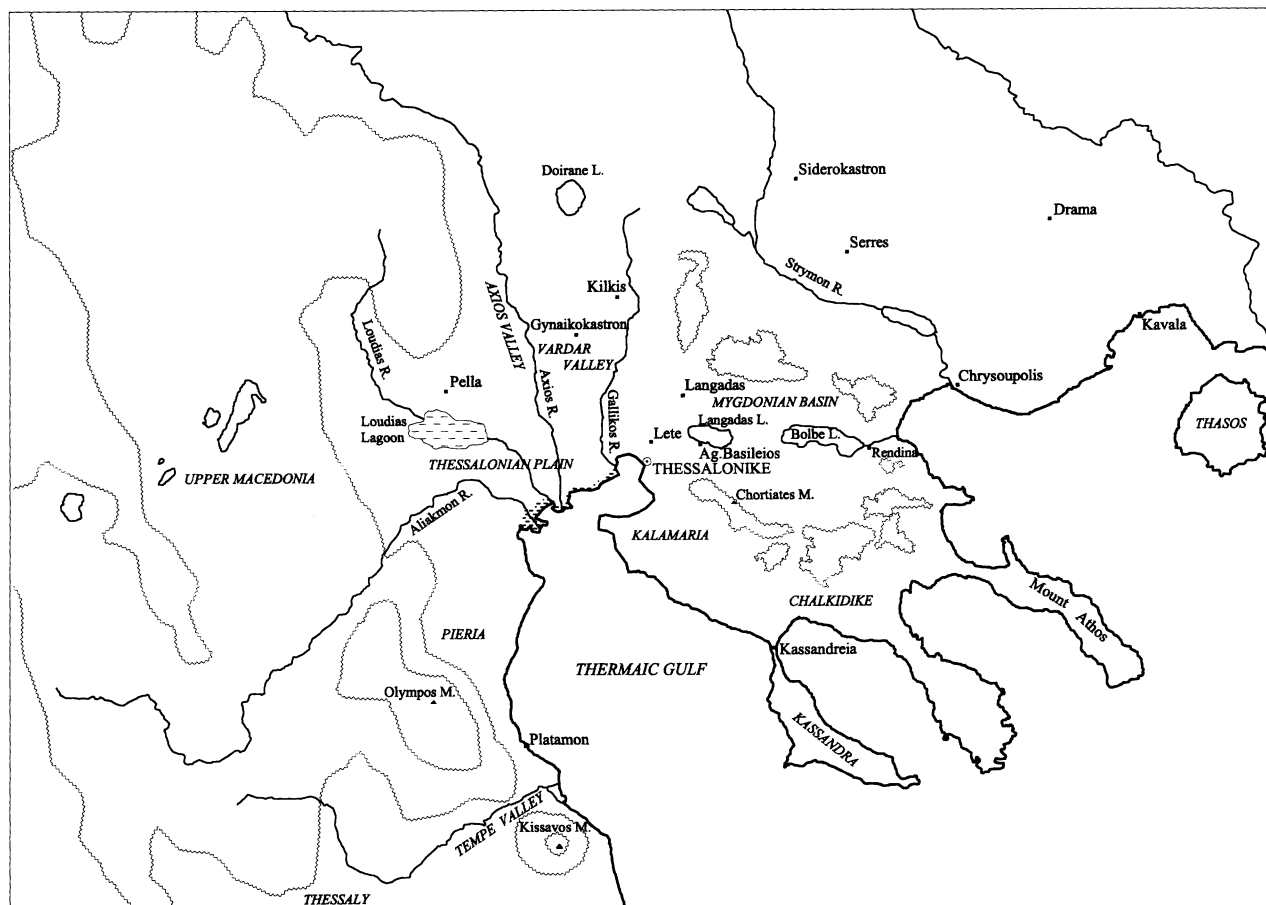 Doirane L.
Siderokastron
Drama
Serres
Strymon R.
Kilkis
AXIOS VALLEY
Gynaikokastron
VARDAR
VALLEY
Kavala
Loudias R.
Pella
Axios R.
Gallikos R.
Langadas
MYGDONIAN BASIN
Chrysoupolis
THASOS
Loudias
Lagoon
Langadas L.
Lete
Bolbe L.
Ag.Basileios
Rendina
THESSALONIAN PLAIN
THESSALONIKE
UPPER MACEDONIA
Aliakmon R.
Chortiates M.
KALAMARIA
CHALKIDIKE
Mount Athos
PIERIA
Kassandreia
THERMAIC GULF
Olympos M.
KASSANDRA
Platamon
TEMPE VALLEY
Kissavos M.
THESSALY